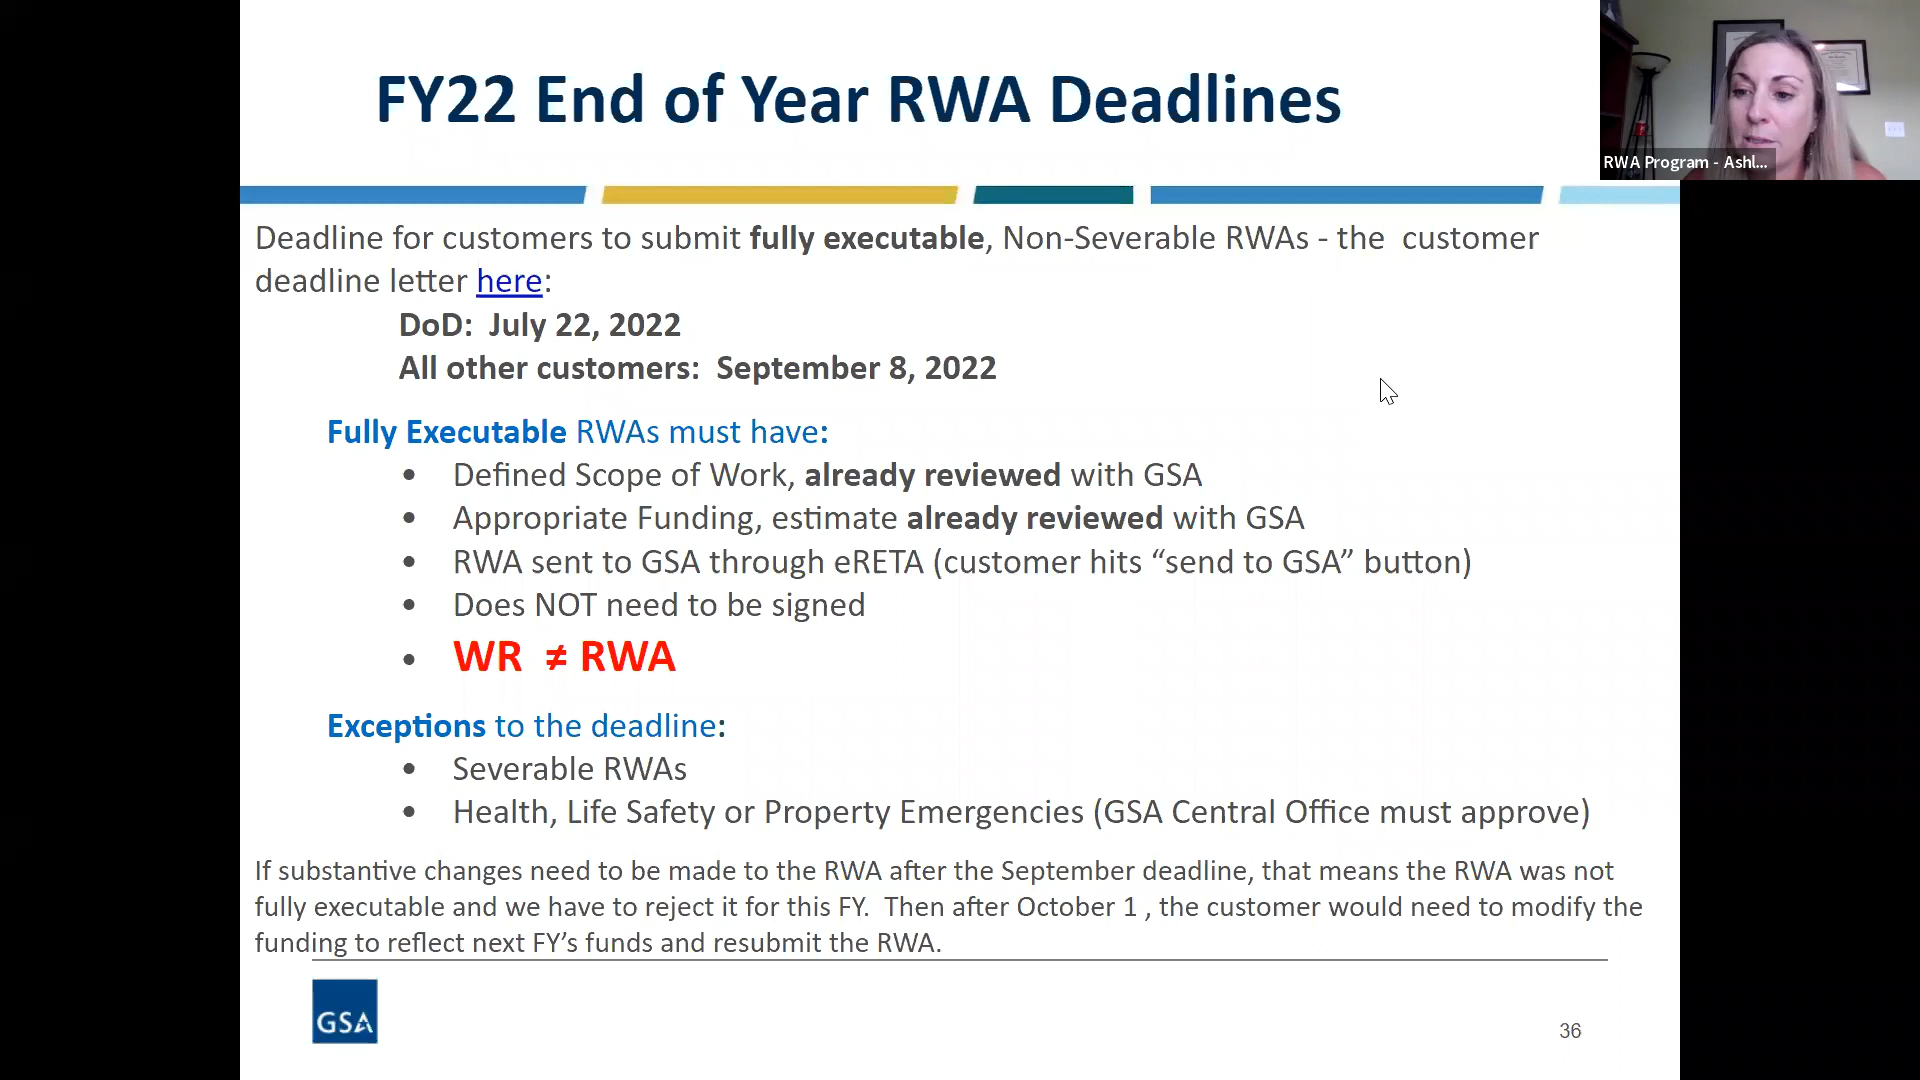 FY22 End of Year RWA Deadlines
RWA Program - Ashl...
Deadline for customers to submit fully executable, Non-Severable RWAs - the customer
deadline letter here:
DoD: July 22, 2022
All other customers: September 8, 2022
Fully Executable RWAs must have:
• Defined Scope of Work, already reviewed with GSA
• Appropriate Funding, estimate already reviewed with GSA
• RWA sent to GSA through eRETA (customer hits “send to GSA” button)
• Does NOT need to be signed
• WR ≠ RWA
Exceptions to the deadline:
• Severable RWAs
• Health, Life Safety or Property Emergencies (GSA Central Office must approve)
If substantive changes need to be made to the RWA after the September deadline, that means the RWA was not
fully executable and we have to reject it for this FY. Then after October 1 , the customer would need to modify the
funding to reflect next FY’s funds and resubmit the RWA.
GSA
36